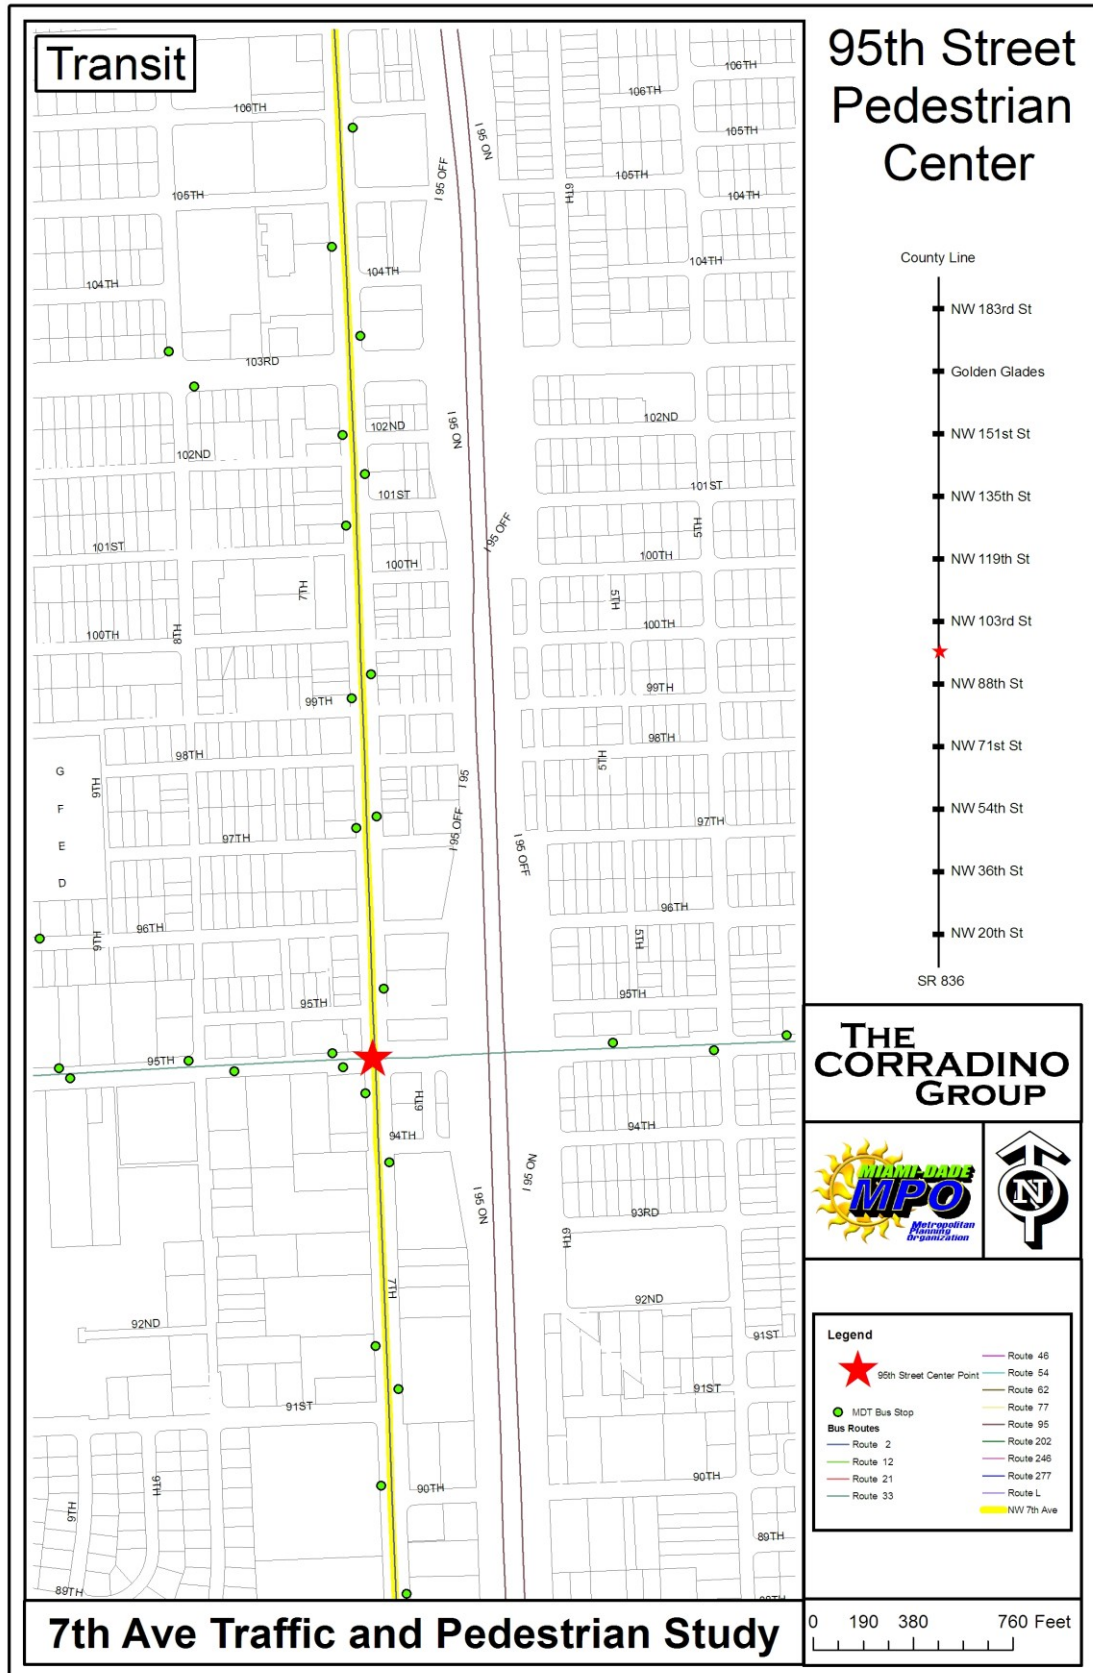 Transit
95th Street
Pedestrian
Center
County Line
NW 183rd St
Golden Glades
NW 151st St
NW 135th St
NW 119th St
NW 103rd St
NW 88th St
NW 71st St
NW 54th St
NW 36th St
NW 20th St
SR 836
106TH
106TH
106TH
I 95 ON
105TH
I 95 OFF
105TH
105TH
6TH
104TH
104TH
104TH
104TH
103RD
102ND
I 95 ON
102ND
102ND
101ST
101ST
I 95 OFF
5TH
101ST
100TH
100TH
7TH
5TH
100TH
8TH
100TH
99TH
99TH
98TH
98TH
5TH
G
F
E
D
9TH
I 95
I 95 OFF
I 95 OFF
97TH
97TH
96TH
96TH
9TH
5TH
95TH
95TH
95TH
6TH
94TH
94TH
I 95 ON
I 95 ON
93RD
6TH
7TH
92ND
92ND
91ST
91ST
91ST
90TH
90TH
9TH
9TH
89TH
89TH
THE
CORRADINO
GROUP
MIAMI-DADE
MPO
Metropolitan
Planning
Organization
N
Legend
95th Street Center Point
MDT Bus Stop
Bus Routes
Route 2
Route 12
Route 21
Route 33
Route 46
Route 54
Route 62
Route 77
Route 95
Route 202
Route 246
Route 277
Route L
NW 7th Ave
7th Ave Traffic and Pedestrian Study
0 190 380 760 Feet